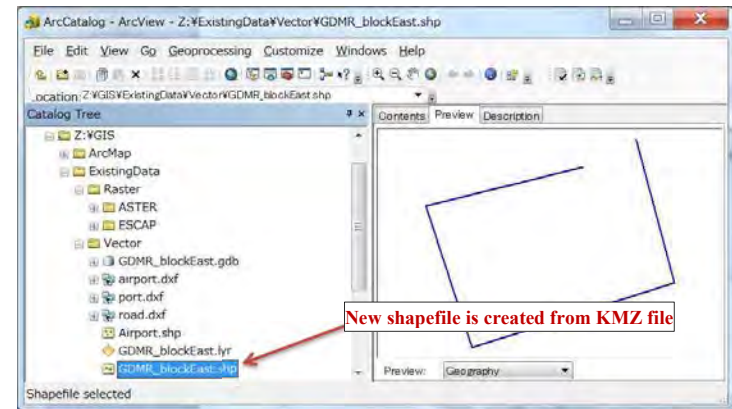 ArcCatalog - ArcView - Z:¥ExistingData¥Vector¥GDMR_blockEast.shp
File Edit View Go Geoprocessing Customize Windows Help
Location: Z:¥GIS¥ExistingData¥Vector¥GDMR_blockEast.shp
Catalog Tree
Contents Preview Description
Z:¥GIS
ArcMap
ExistingData
Raster
ASTER
ESCAP
Vector
GDMR_blockEast.gdb
airport.dxf
port.dxf
road.dxf
Airport.shp
GDMR_blockEast.lyr
GDMR_blockEast.shp
New shapefile is created from KMZ file
Preview: Geography
Shapefile selected